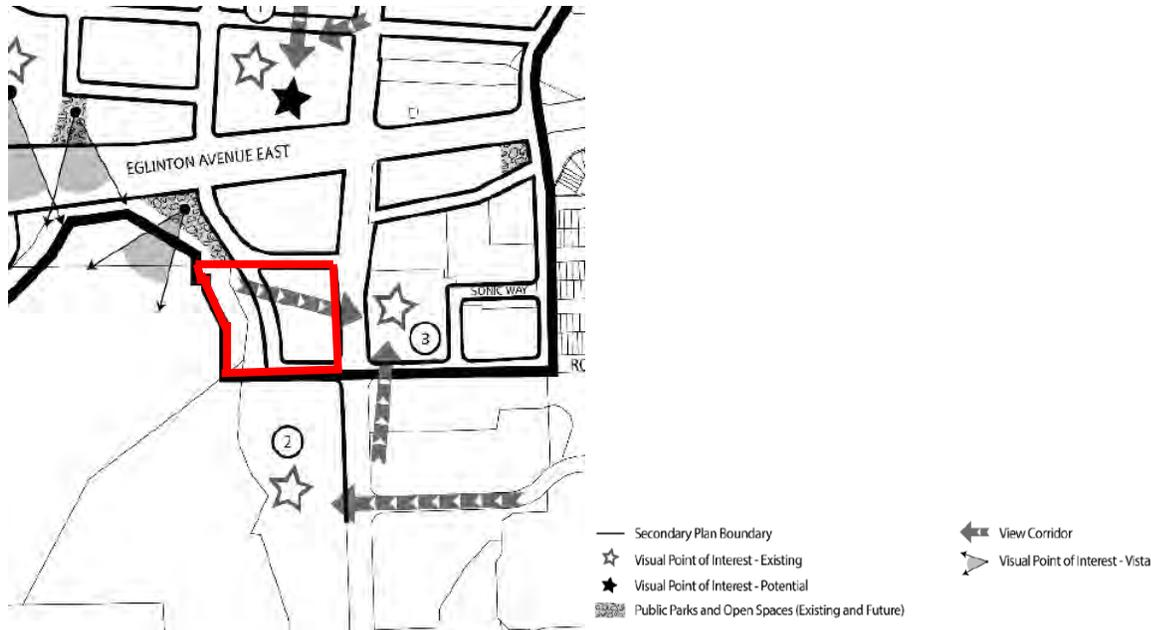 1
EGLINTON AVENUE EAST
SONIC WAY
3
RO
2
Secondary Plan Boundary
Visual Point of Interest - Existing
Visual Point of Interest - Potential
Public Parks and Open Spaces (Existing and Future)
View Corridor
Visual Point of Interest - Vista